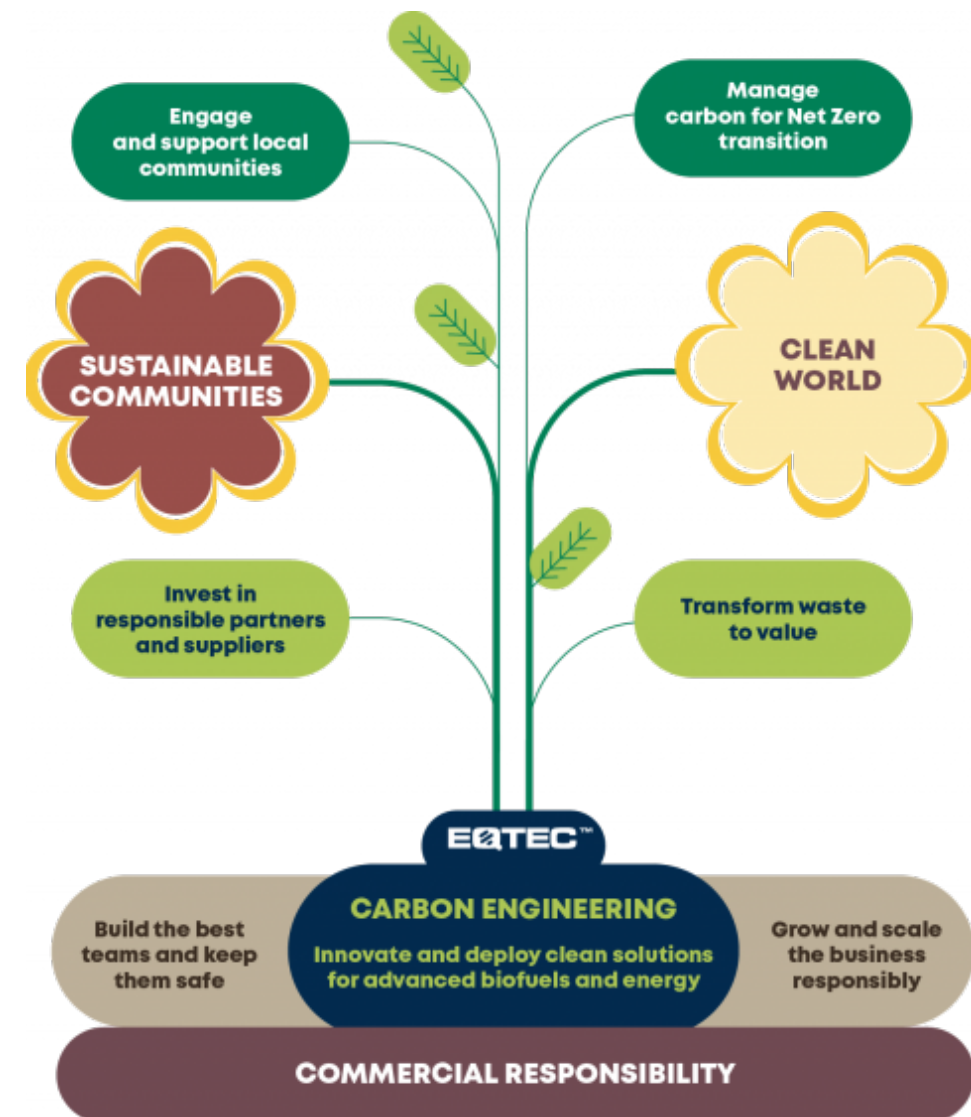 Engage
and support local
communities
Manage
carbon for Net Zero
transition
SUSTAINABLE
COMMUNITIES
CLEAN
WORLD
Invest in
responsible partners
and suppliers
Transform waste
to value
EQTEC™
CARBON ENGINEERING
Innovate and deploy clean solutions
for advanced biofuels and energy
Build the best
teams and keep
them safe
Grow and scale
the business
responsibly
COMMERCIAL RESPONSIBILITY